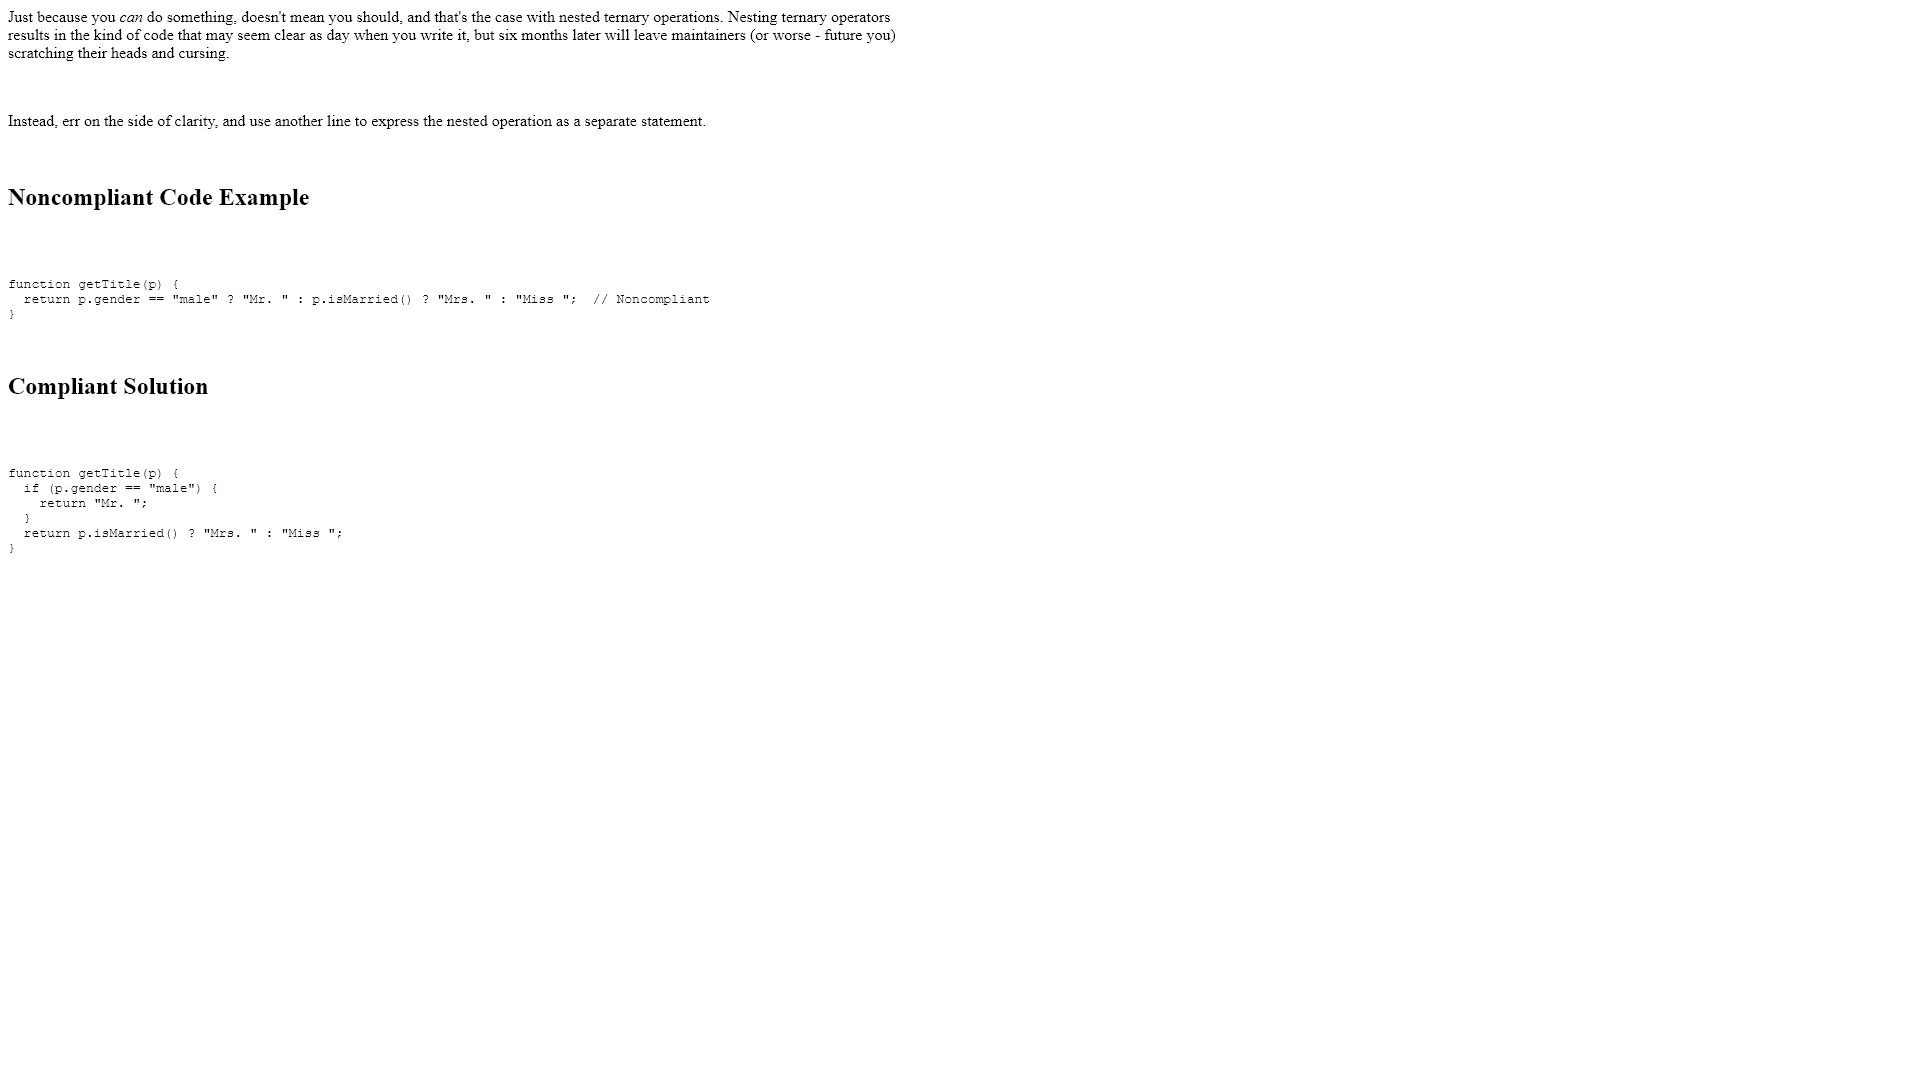 Just because you can do something, doesn't mean you should, and that's the case with nested ternary operations. Nesting ternary operators
results in the kind of code that may seem clear as day when you write it, but six months later will leave maintainers (or worse - future you)
scratching their heads and cursing.
Instead, err on the side of clarity, and use another line to express the nested operation as a separate statement.
Noncompliant Code Example
function getTitle(p) {
  return p.gender == "male" ? "Mr. " : p.isMarried() ? "Mrs. " : "Miss ";  // Noncompliant
}
Compliant Solution
function getTitle(p) {
  if (p.gender == "male") {
    return "Mr. ";
  }
  return p.isMarried() ? "Mrs. " : "Miss ";
}